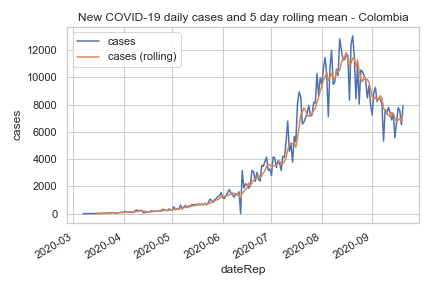 New COVID-19 daily cases and 5 day rolling mean - Colombia
cases
cases (rolling)
12000
10000
8000
6000
4000
2000
0
cases
2020-03
2020-04
2020-05
2020-06
2020-07
2020-08
2020-09
dateRep